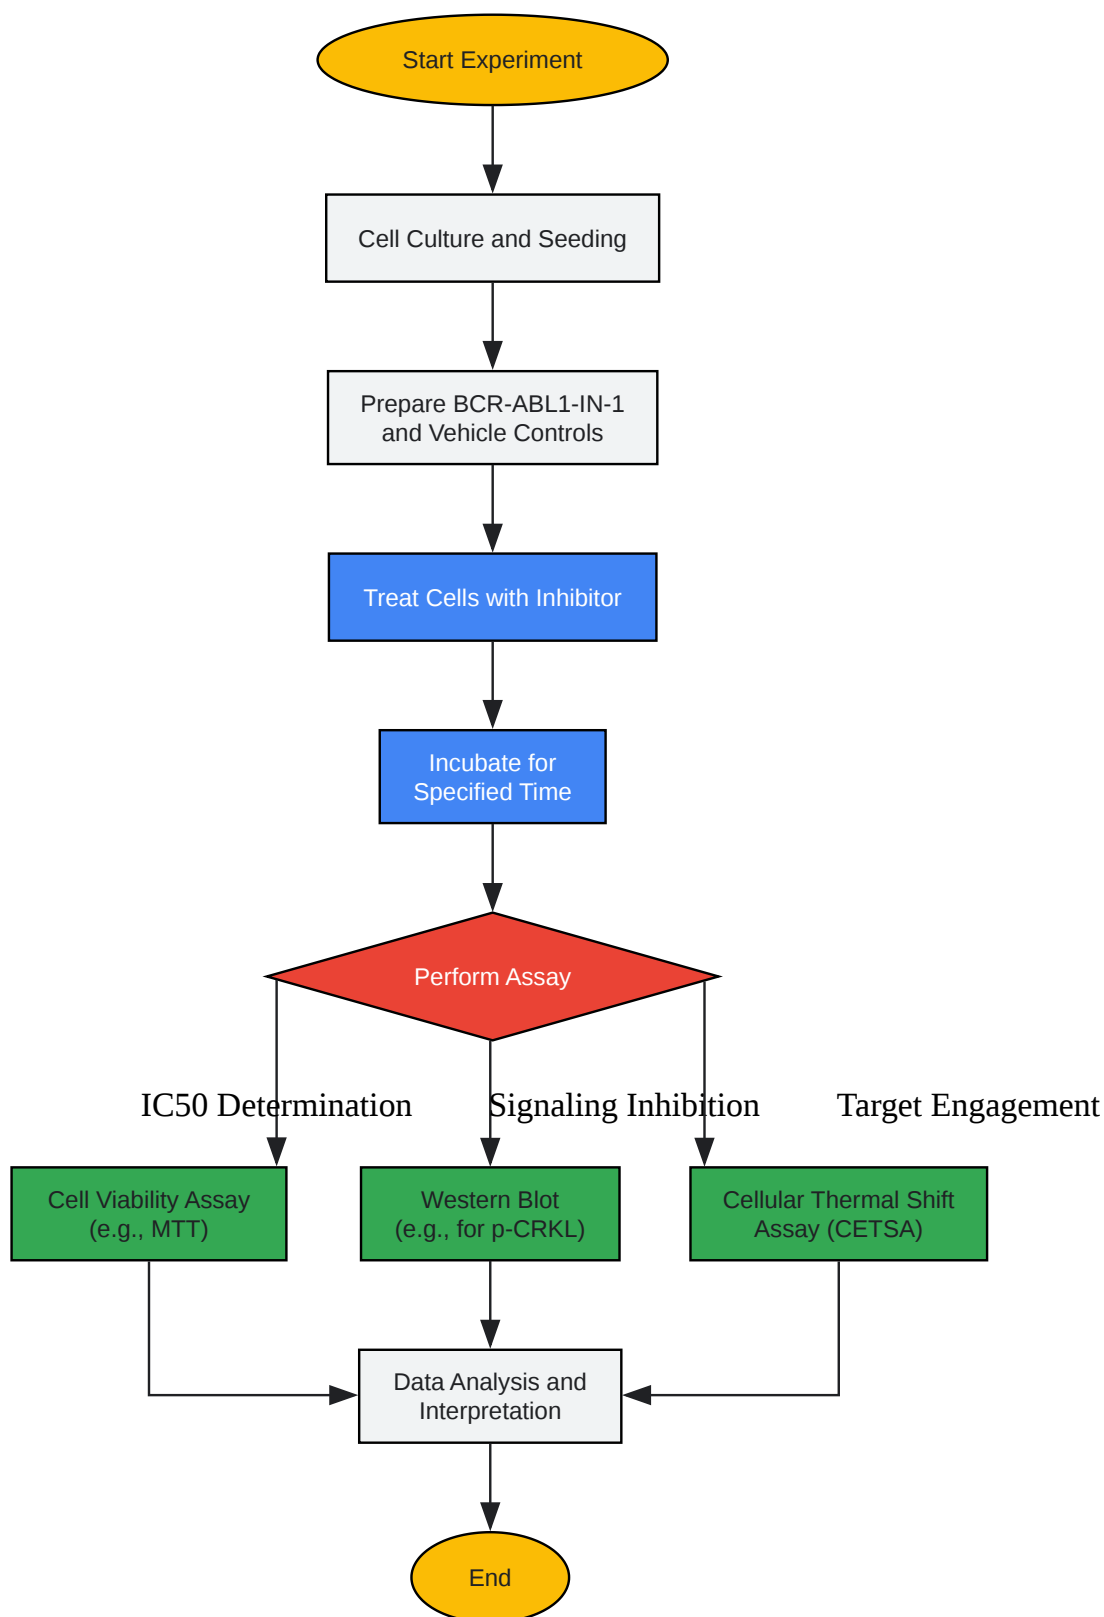 Start Experiment
Cell Culture and Seeding
Prepare BCR-ABL1-IN-1
and Vehicle Controls
Treat Cells with Inhibitor
Incubate for
Specified Time
Perform Assay
IC50 Determination
Signaling Inhibition
Target Engagement
Cell Viability Assay
(e.g., MTT)
Western Blot
(e.g., for p-CRKL)
Cellular Thermal Shift
Assay (CETSA)
Data Analysis and
Interpretation
End